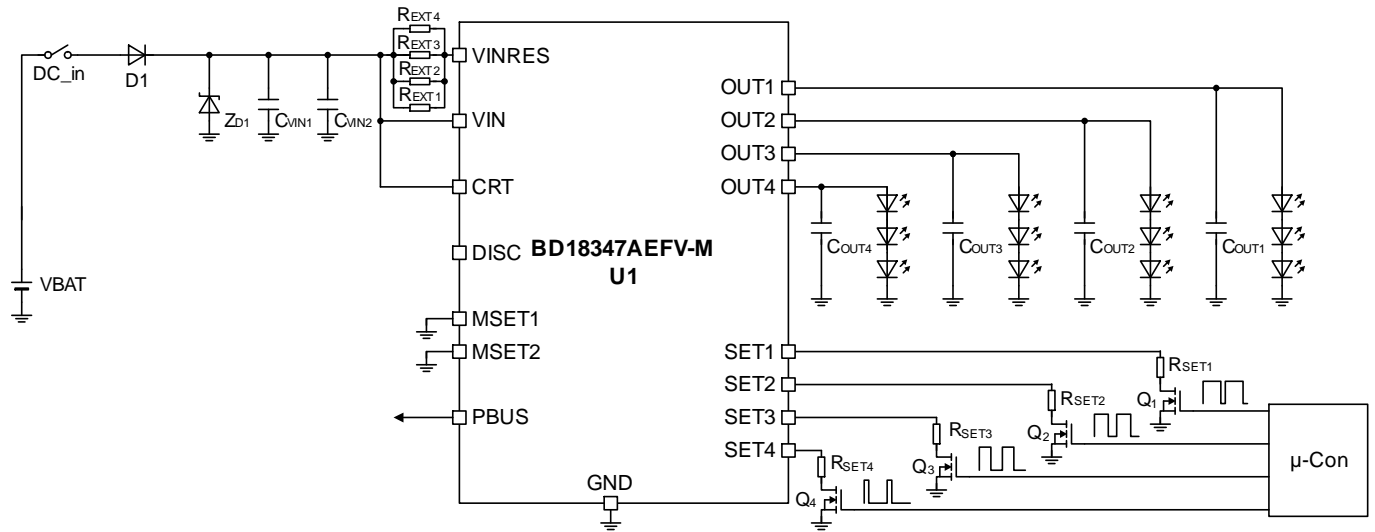 REXT4
REXT3
REXT2
REXT1
DC_in
D1
ZD1
CVIN1
CVIN2
VBAT
VINRES
VIN
CRT
DISC
MSET1
MSET2
PBUS
BD18347AEFV-M
U1
GND
OUT1
OUT2
OUT3
OUT4
COUT4
COUT3
COUT2
COUT1
SET1
SET2
SET3
SET4
RSET1
Q1
RSET2
Q2
RSET3
Q3
RSET4
Q4
μ-Con